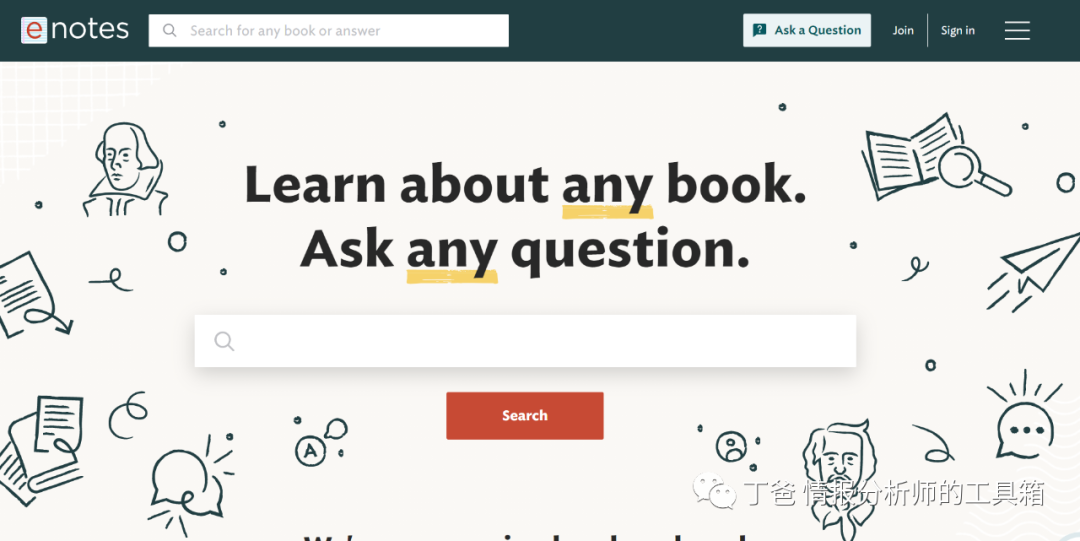 enotes
Search for any book or answer
? Ask a Question
Join
Sign in
Learn about any book.
Ask any question.
Search
A
丁爸 情报分析师的工具箱